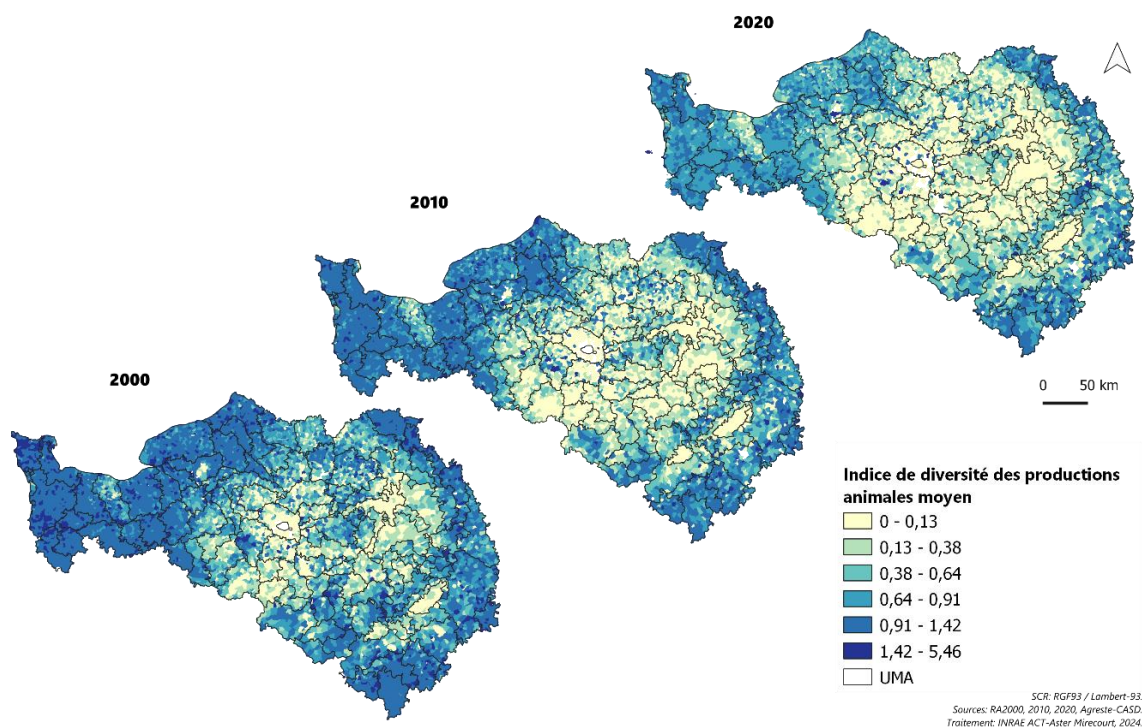 2020
2010
2000
0 50 km
Indice de diversité des productions
animales moyen
0 - 0,13
0,13 - 0,38
0,38 - 0,64
0,64 - 0,91
0,91 - 1,42
1,42 - 5,46
UMA
SCR: RGF93 / Lambert-93.
Sources: RA2000, 2010, 2020, Agreste-CASD.
Traitement: INRAE ACT-Aster Mirecourt, 2024.